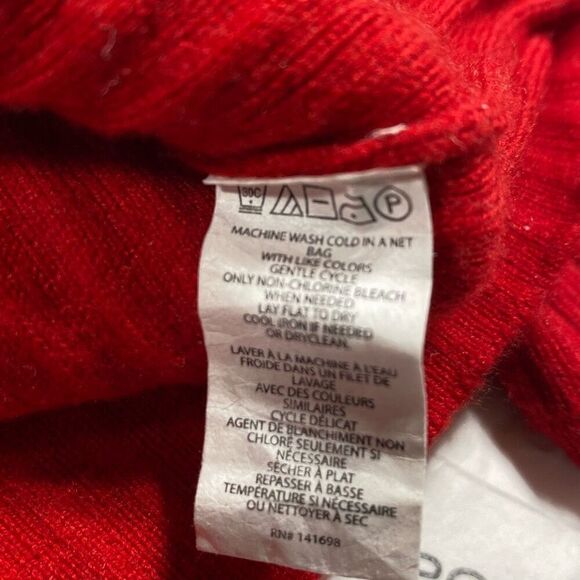 30C P
MACHINE WASH COLD IN A NET
BAG
WITH LIKE COLORS
GENTLE CYCLE
ONLY NON-CHLORINE BLEACH
WHEN NEEDED
LAY FLAT TO DRY
COOL IRON IF NEEDED
OR DRYCLEAN.
LAVER À LA MACHINE À L'EAU
FROIDE DANS UN FILET DE
LAVAGE
AVEC DES COULEURS
SIMILAIRES
CYCLE DÉLICAT
AGENT DE BLANCHIMENT NON
CHLORÉ SEULEMENT SI
NÉCESSAIRE
SÉCHER À PLAT
REPASSER À BASSE
TEMPÉRATURE SI NÉCESSAIRE
OU NETTOYER À SEC
RN# 141698